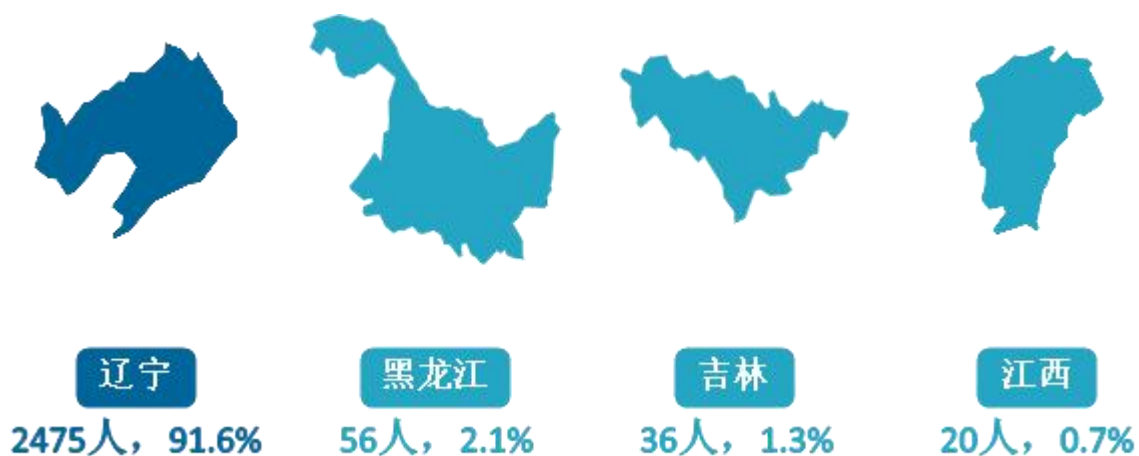 辽宁
黑龙江
吉林
江西
2475人，91.6%
56人，2.1%
36人，1.3%
20人，0.7%